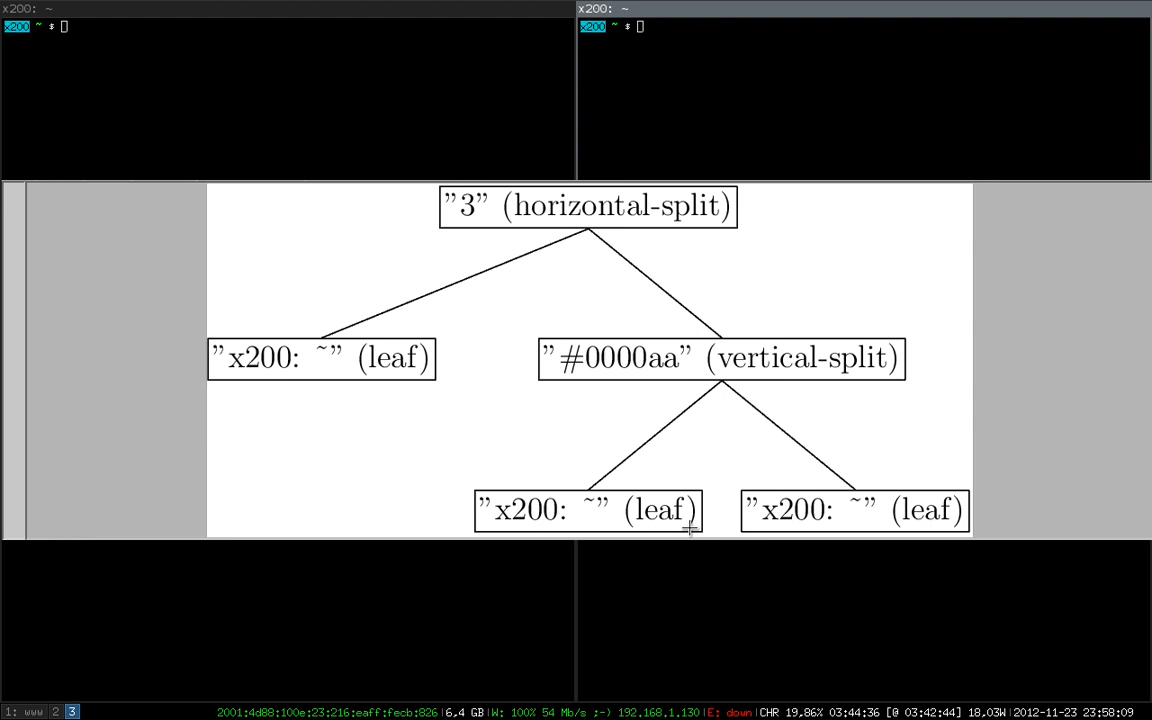 x200: ~
x200: ~
x200 ~ $
x200 ~ $
"3" (horizontal-split)
"x200: ~" (leaf)
"#0000aa" (vertical-split)
"x200: ~" (leaf)
"x200: ~" (leaf)
1: www 2 3
2001:4d88:100e:23:216:eaff:fecb:826|6,4 GB|W: 100% 54 Mb/s ;-) 192.168.1.130|E: down|CHR 19,86% 03:44:36 [@ 03:42:44] 18,03W|2012-11-23 23:58:09